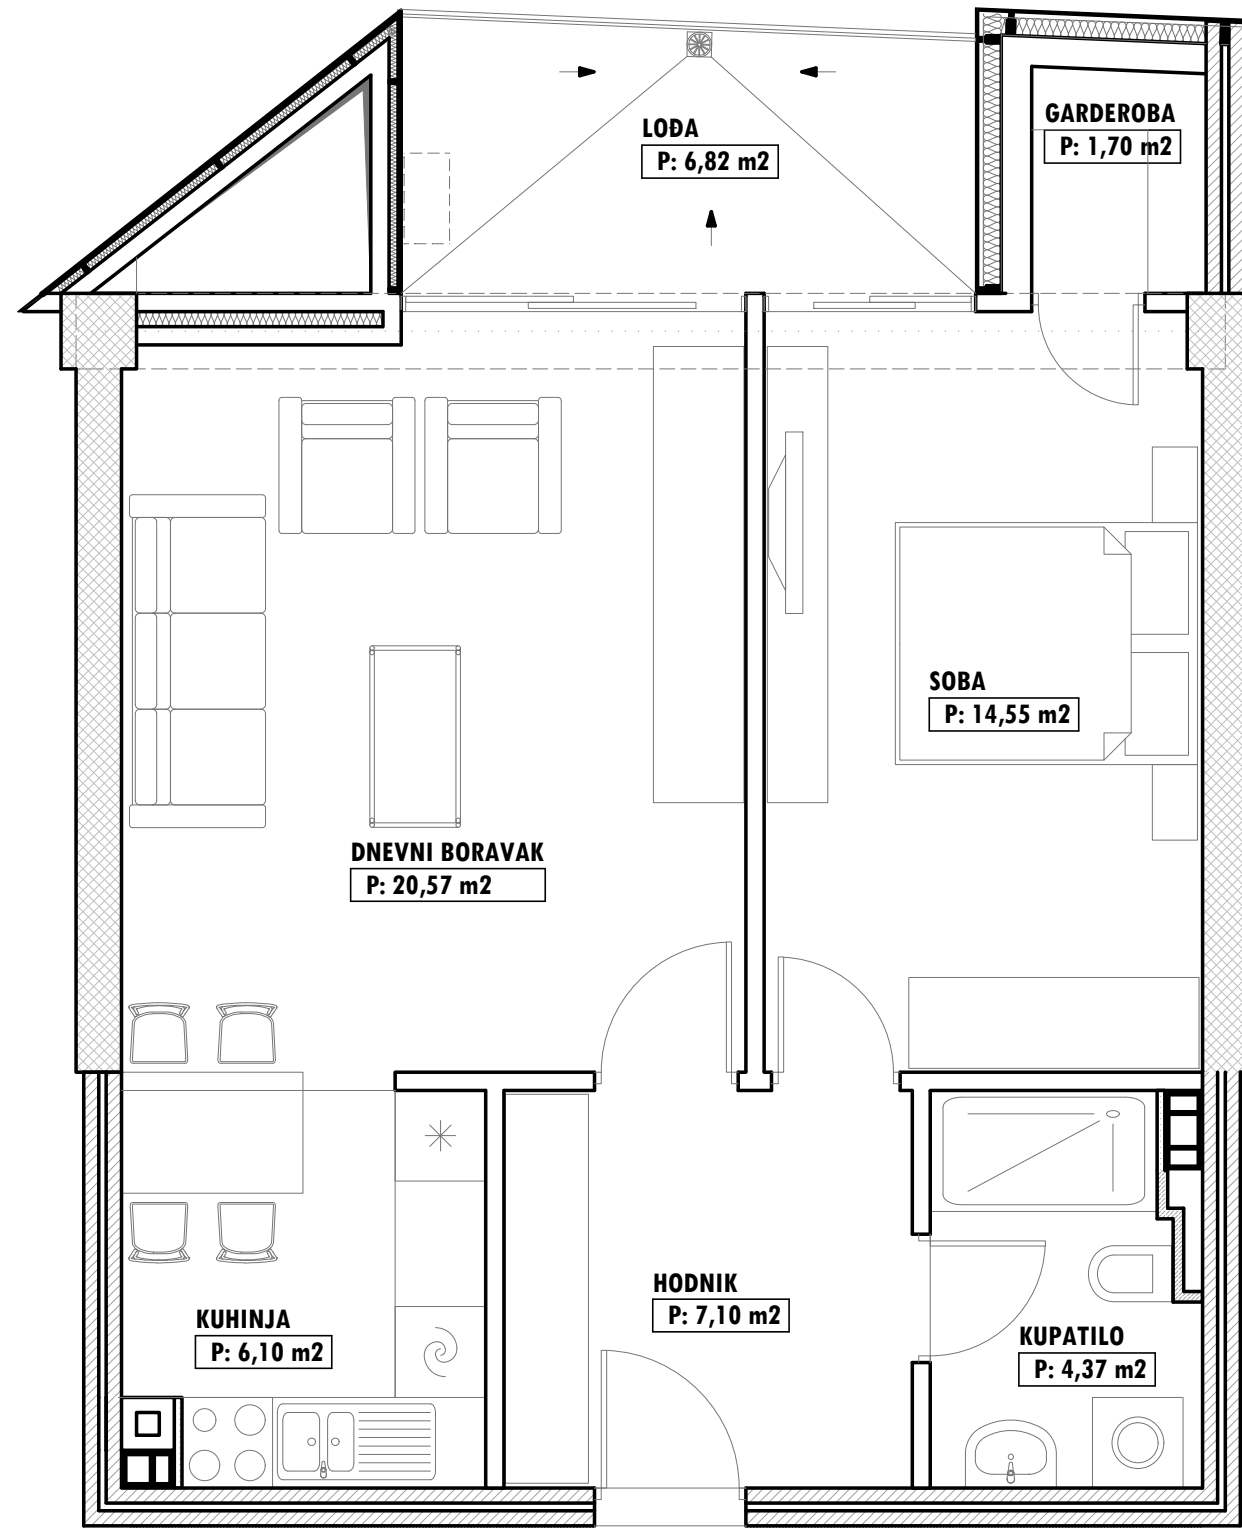 LOĐA
P: 6,82 m2
GARDEROBA
P: 1,70 m2
SOBA
P: 14,55 m2
DNEVNI BORAVAK
P: 20,57 m2
HODNIK
P: 7,10 m2
KUHINJA
P: 6,10 m2
KUPATILO
P: 4,37 m2